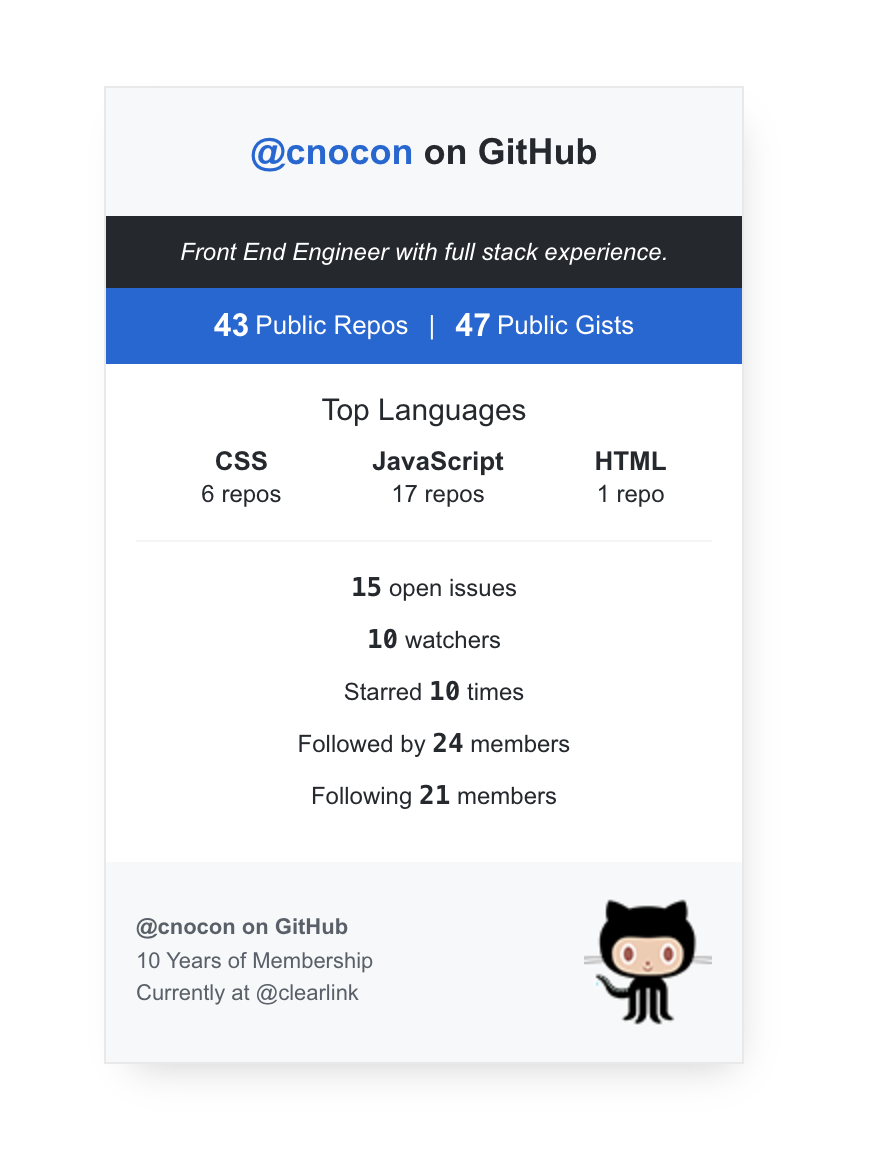 @cnocon on GitHub
Front End Engineer with full stack experience.
43 Public Repos | 47 Public Gists
Top Languages
CSS JavaScript HTML
6 repos 17 repos 1 repo
15 open issues
10 watchers
Starred 10 times
Followed by 24 members
Following 21 members
@cnocon on GitHub
10 Years of Membership
Currently at @clearlink